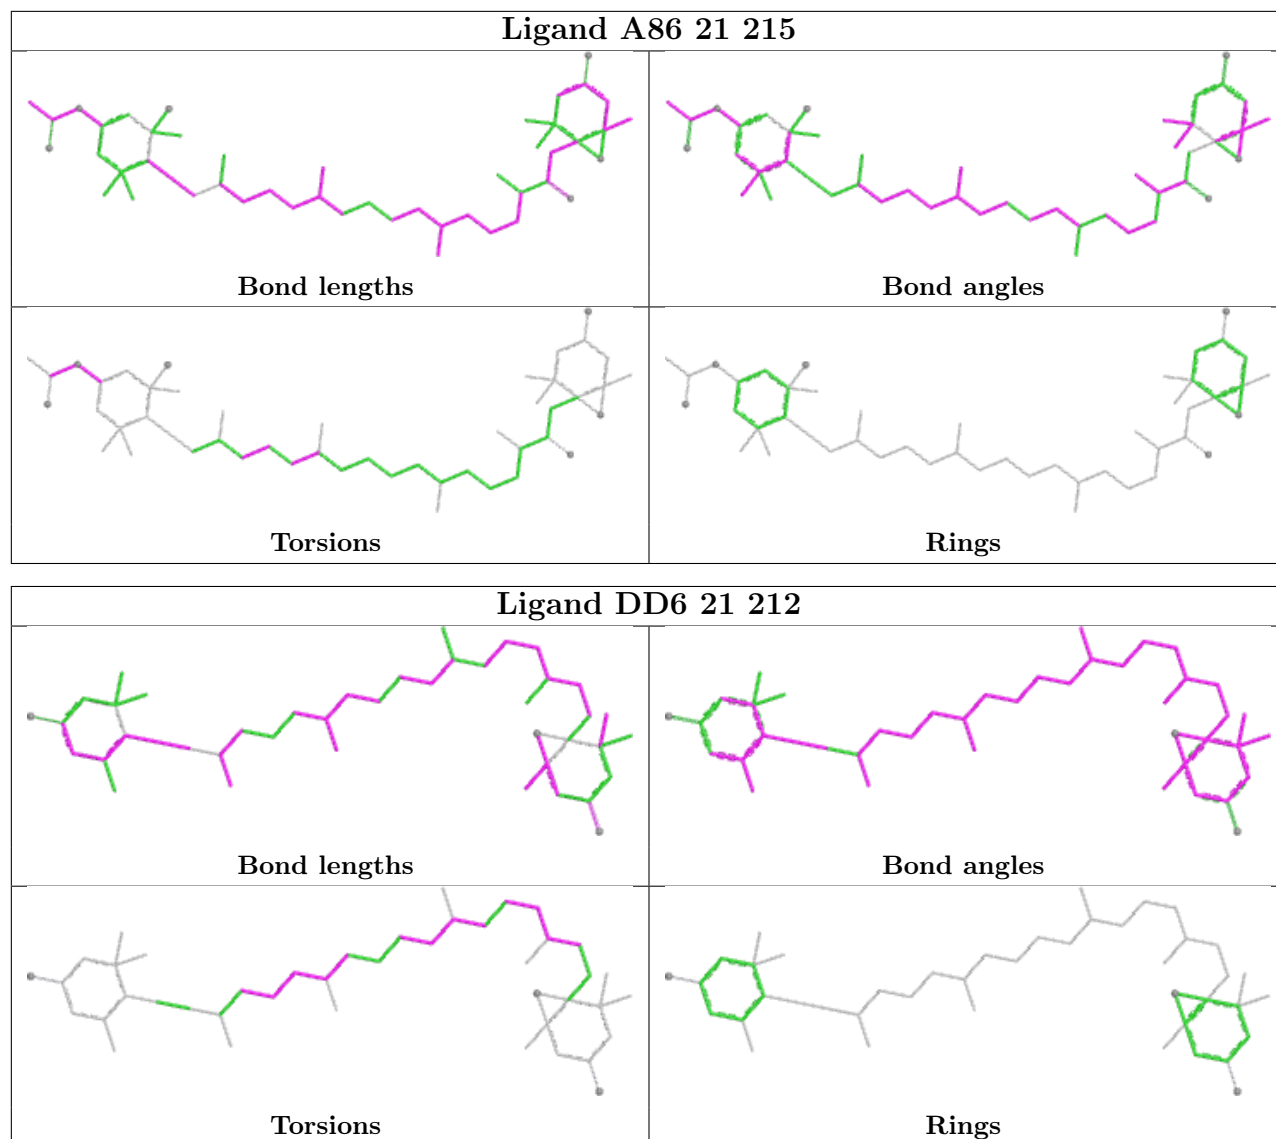 Ligand A86 21 215
Bond lengths
Bond angles
Torsions
Rings
Ligand DD6 21 212
Bond lengths
Bond angles
Torsions
Rings